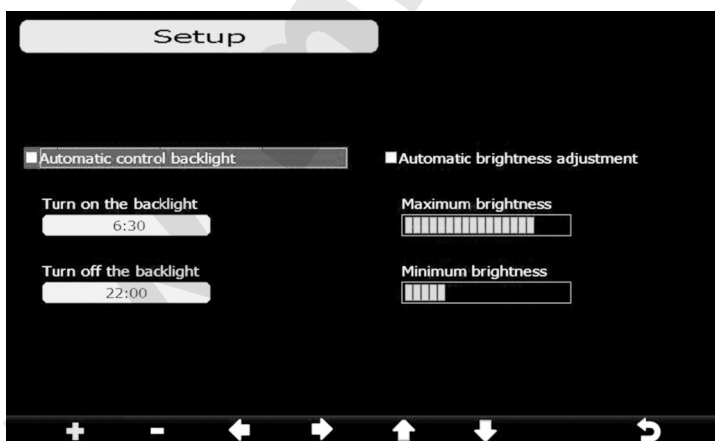 Setup
Automatic control backlight
Automatic brightness adjustment
Turn on the backlight
6:30
Maximum brightness
Turn off the backlight
22:00
Minimum brightness